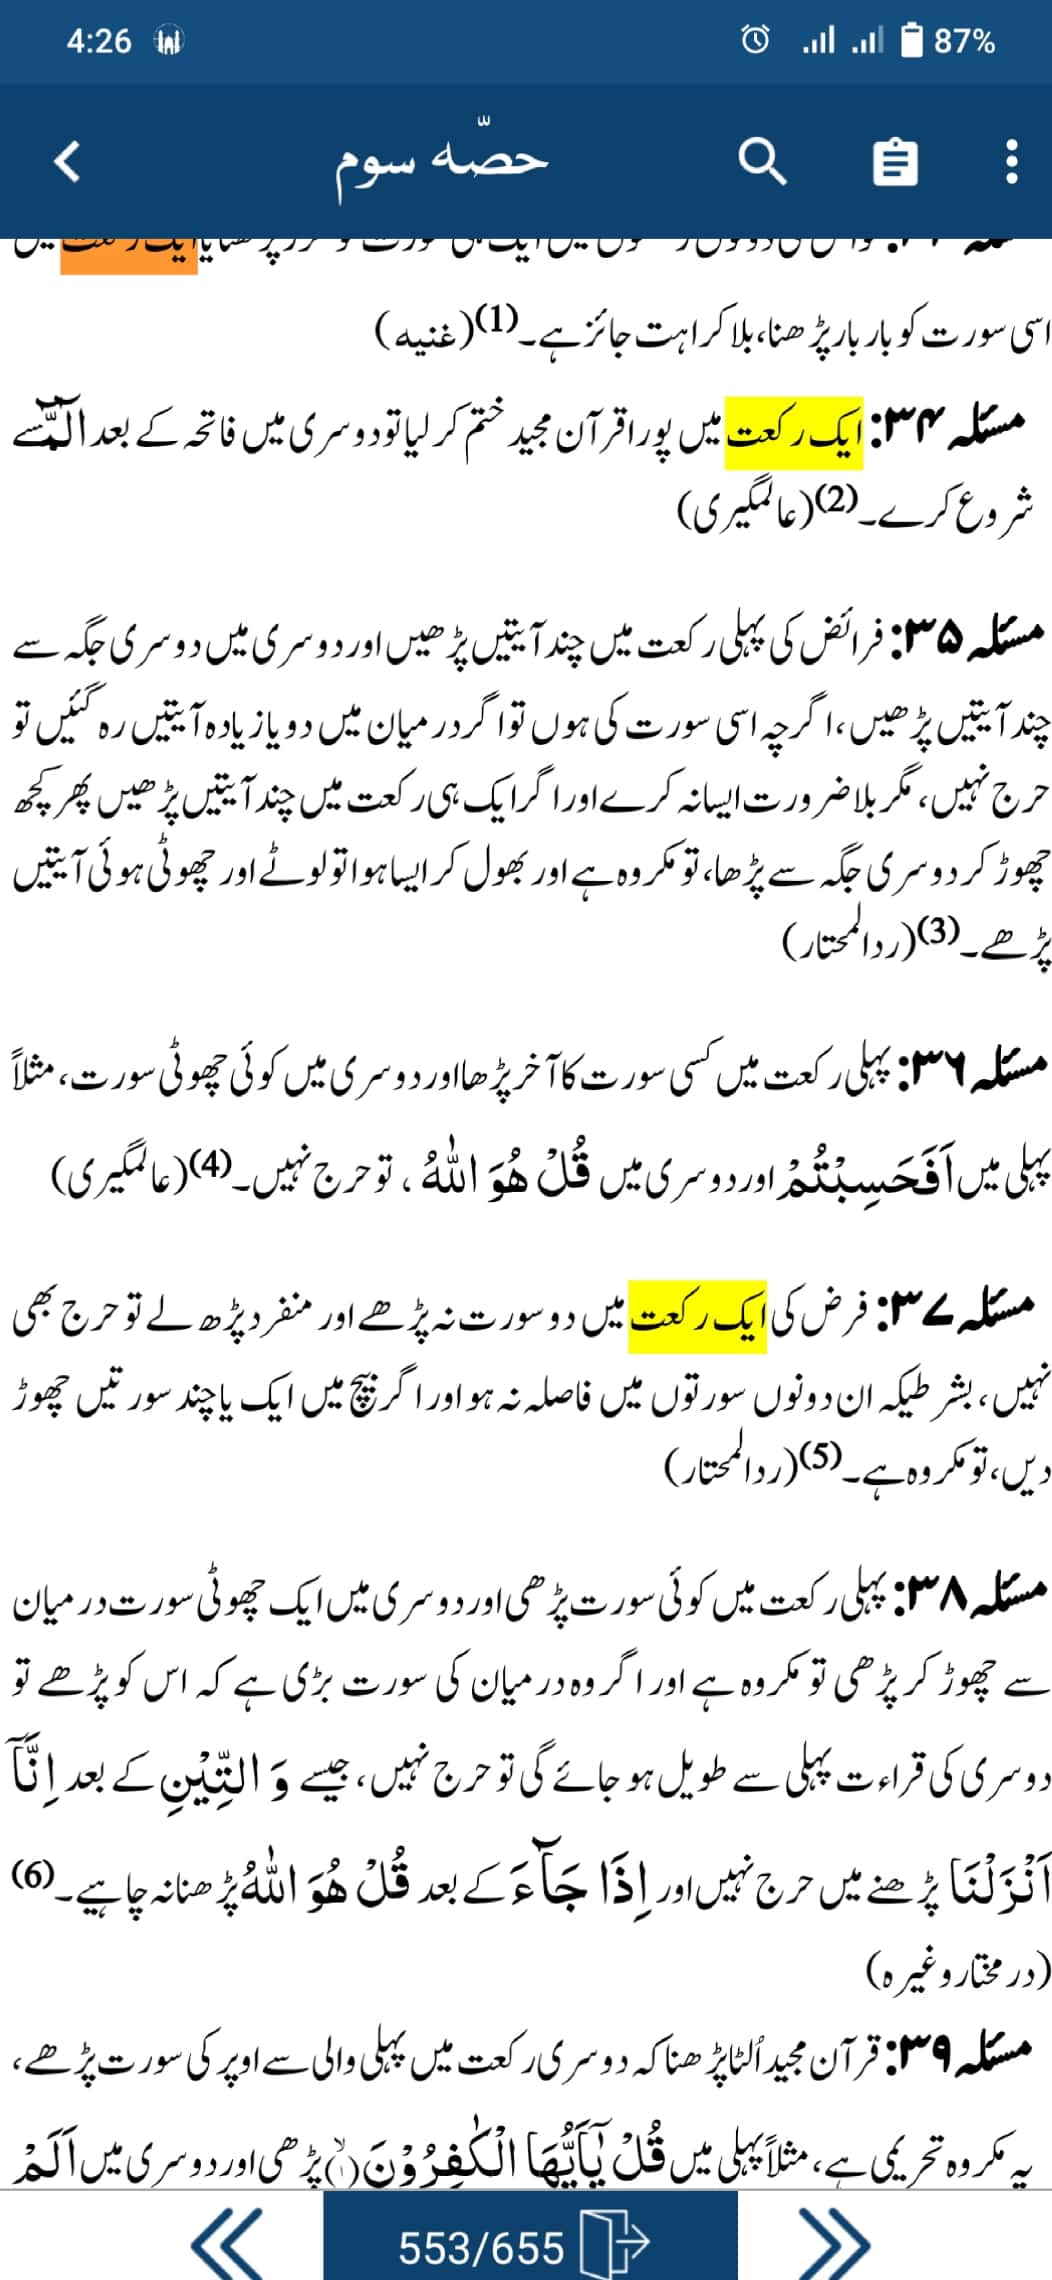 4:26
87%
حصّہ سوم
اسی سورت کو بار بار پڑھنا، بلا کراہت جائز ہے۔(1) (غنیہ)
مسئلہ ۳۴: ایک رکعت میں پورا قرآن مجید ختم کر لیا تو دوسری میں فاتحہ کے بعد الٓمّٓ سے
شروع کرے۔(2) (عالمگیری)
مسئلہ ۳۵: فرائض کی پہلی رکعت میں چند آیتیں پڑھیں اور دوسری میں دوسری جگہ سے
چند آیتیں پڑھیں، اگرچہ اسی سورت کی ہوں تو اگر درمیان میں دو یا زیادہ آیتیں رہ گئیں تو
حرج نہیں، مگر بلا ضرورت ایسا نہ کرے اور اگر ایک ہی رکعت میں چند آیتیں پڑھیں پھر کچھ
چھوڑ کر دوسری جگہ سے پڑھا، تو مکروہ ہے اور بھول کر ایسا ہوا تو لوٹے اور چھوٹی ہوئی آیتیں
پڑھے۔(3) (ردالمحتار)
مسئلہ ۳۶: پہلی رکعت میں کسی سورت کا آخر پڑھا اور دوسری میں کوئی چھوٹی سورت، مثلاً
پہلی میں اَفَحَسِبْتُمْ اور دوسری میں قُلْ هُوَ اللّٰهُ ، تو حرج نہیں۔(4) (عالمگیری)
مسئلہ ۳۷: فرض کی ایک رکعت میں دو سورت نہ پڑھے اور منفرد پڑھ لے تو حرج بھی
نہیں، بشرطیکہ ان دونوں سورتوں میں فاصلہ نہ ہو اور اگر بیچ میں ایک یا چند سورتیں چھوڑ
دیں، تو مکروہ ہے۔(5) (ردالمحتار)
مسئلہ ۳۸: پہلی رکعت میں کوئی سورت پڑھی اور دوسری میں ایک چھوٹی سورت درمیان
سے چھوڑ کر پڑھی تو مکروہ ہے اور اگر وہ درمیان کی سورت بڑی ہے کہ اس کو پڑھے تو
دوسری کی قراءت پہلی سے طویل ہو جائے گی تو حرج نہیں، جیسے وَ التِّیْنِ کے بعد اِنَّاۤ
اَنْزَلْنَا پڑھنے میں حرج نہیں اور اِذَا جَآءَ کے بعد قُلْ هُوَ اللّٰهُ پڑھنا نہ چاہیے۔(6)
(درمختار وغیرہ)
مسئلہ ۳۹: قرآن مجید اُلٹا پڑھنا کہ دوسری رکعت میں پہلی والی سے اوپر کی سورت پڑھے،
یہ مکروہ تحریمی ہے، مثلاً پہلی میں قُلْ یٰۤاَیُّهَا الْكٰفِرُوْنَۙ(۱) پڑھی اور دوسری میں اَلَمْ
553/655